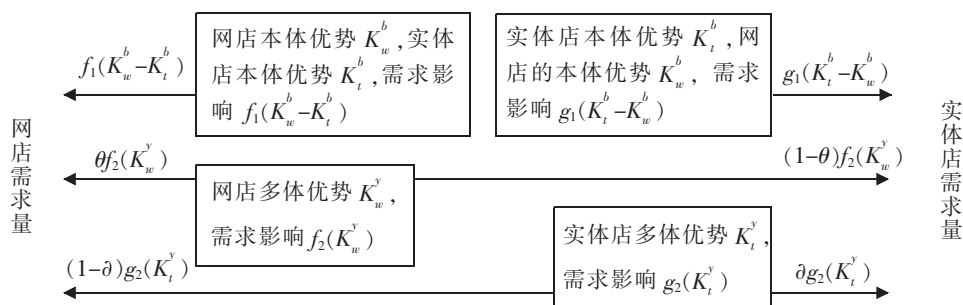 网店本体优势 K_w^b,实体
店本体优势 K_t^b,需求影
响 f₁(K_w^b−K_t^b)
实体店本体优势 K_t^b,网
店的本体优势 K_w^b, 需求
影响 g₁(K_t^b−K_w^b)
f₁(K_w^b−K_t^b)
g₁(K_t^b−K_w^b)
网店需求量
实体店需求量
θf₂(K_w^y)
(1−θ)f₂(K_w^y)
网店多体优势 K_w^y,
需求影响 f₂(K_w^y)
实体店多体优势 K_t^y,
需求影响 g₂(K_t^y)
(1−∂)g₂(K_t^y)
∂g₂(K_t^y)